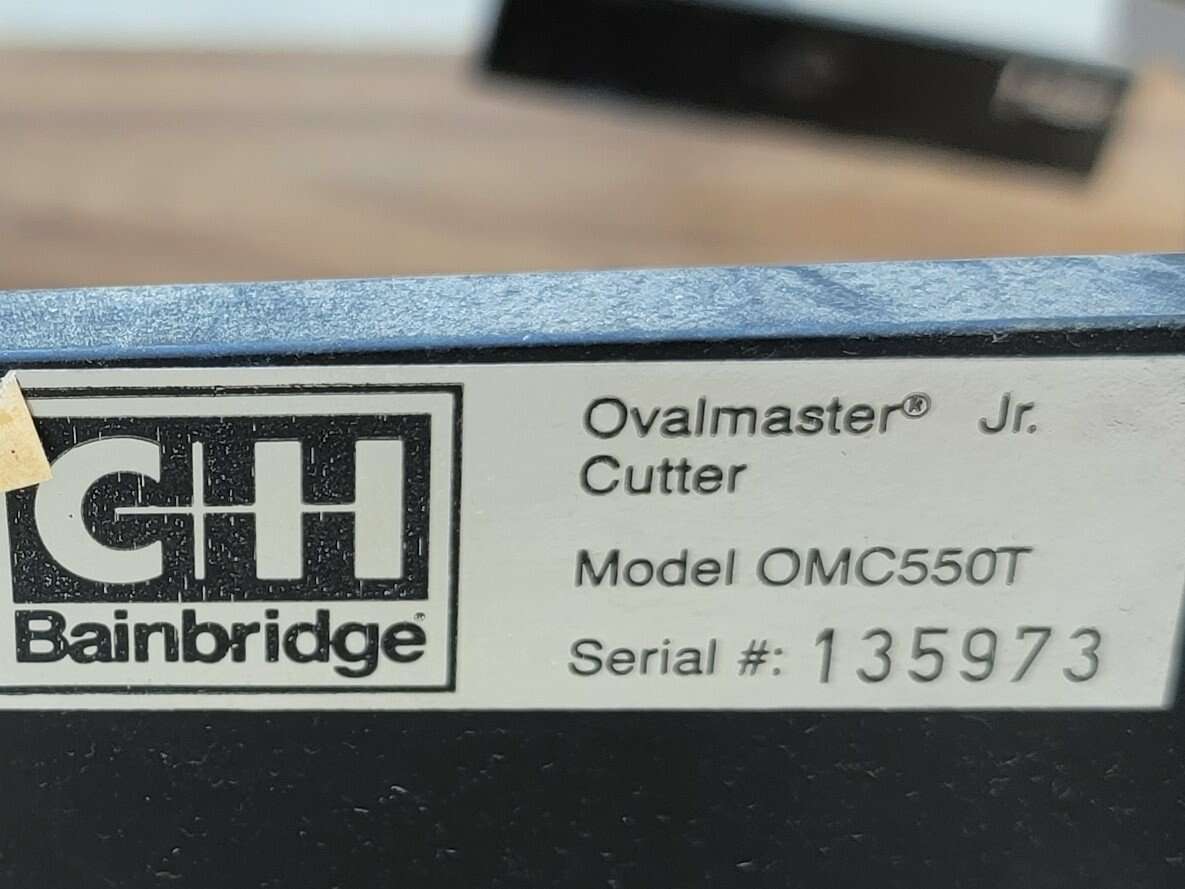 C+H
Bainbridge®
Ovalmaster® Jr.
Cutter
Model OMC550T
Serial #: 135973